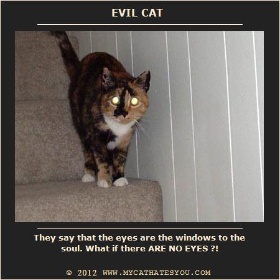 EVIL CAT
They say that the eyes are the windows to the
soul. What if there ARE NO EYES ?!
© 2012 WWW.MYCATHATESYOU.COM